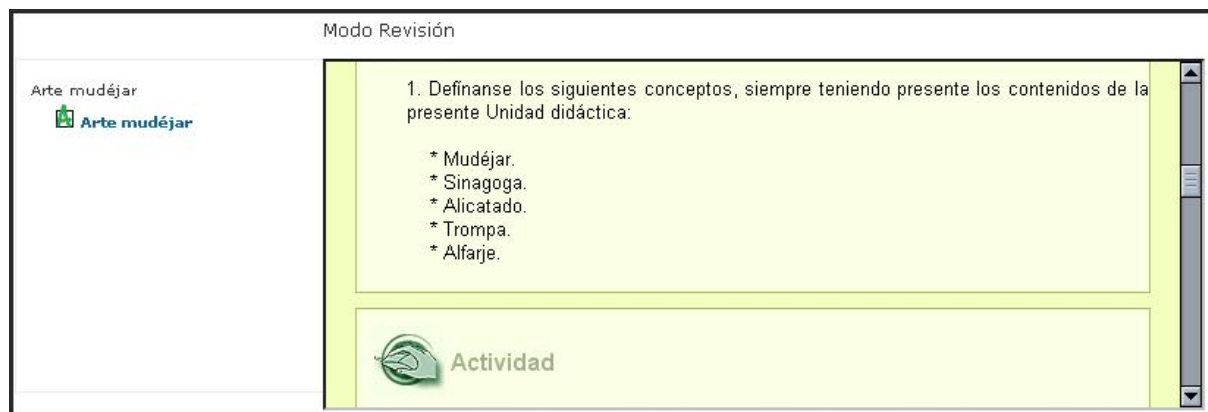 Modo Revisión
Arte mudéjar
Arte mudéjar
1. Defínanse los siguientes conceptos, siempre teniendo presente los contenidos de la
presente Unidad didáctica:
* Mudéjar.
* Sinagoga.
* Alicatado.
* Trompa.
* Alfarje.
Actividad